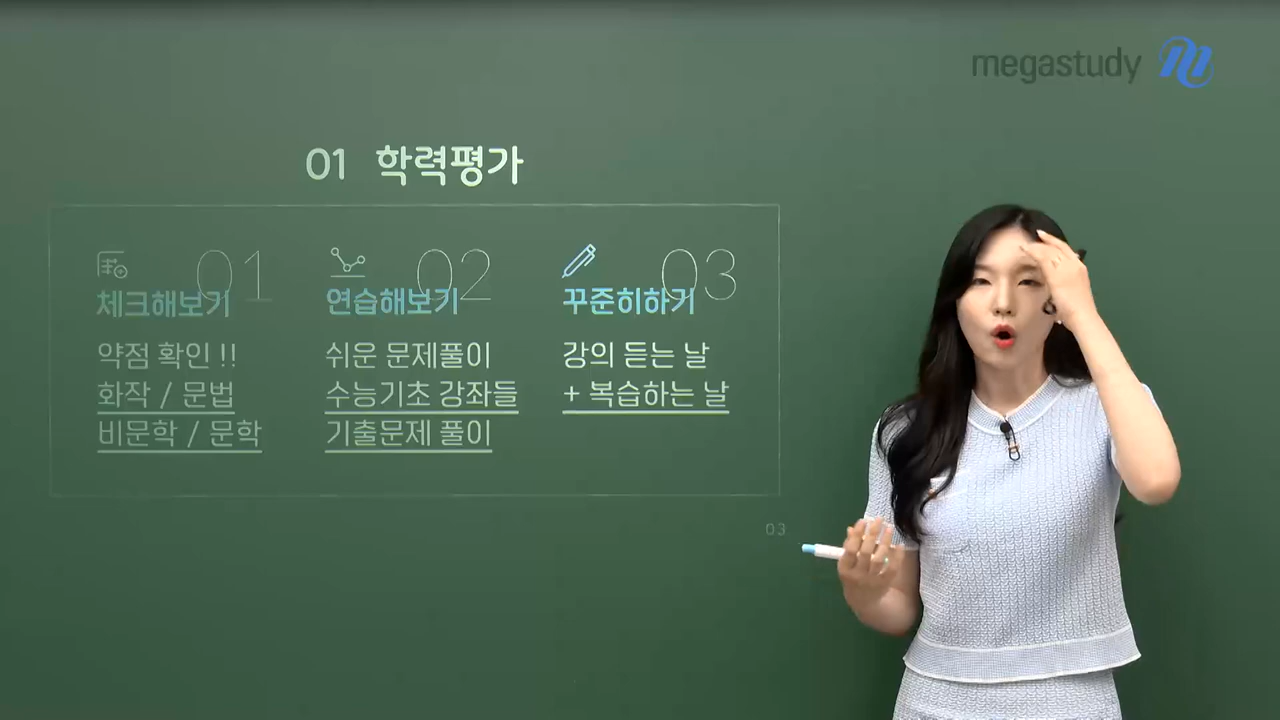 megastudy
01 학력평가
01
체크해보기
약점 확인 !!
화작 / 문법
비문학 / 문학
02
연습해보기
쉬운 문제풀이
수능기초 강좌들
기출문제 풀이
03
꾸준히하기
강의 듣는 날
+ 복습하는 날
03